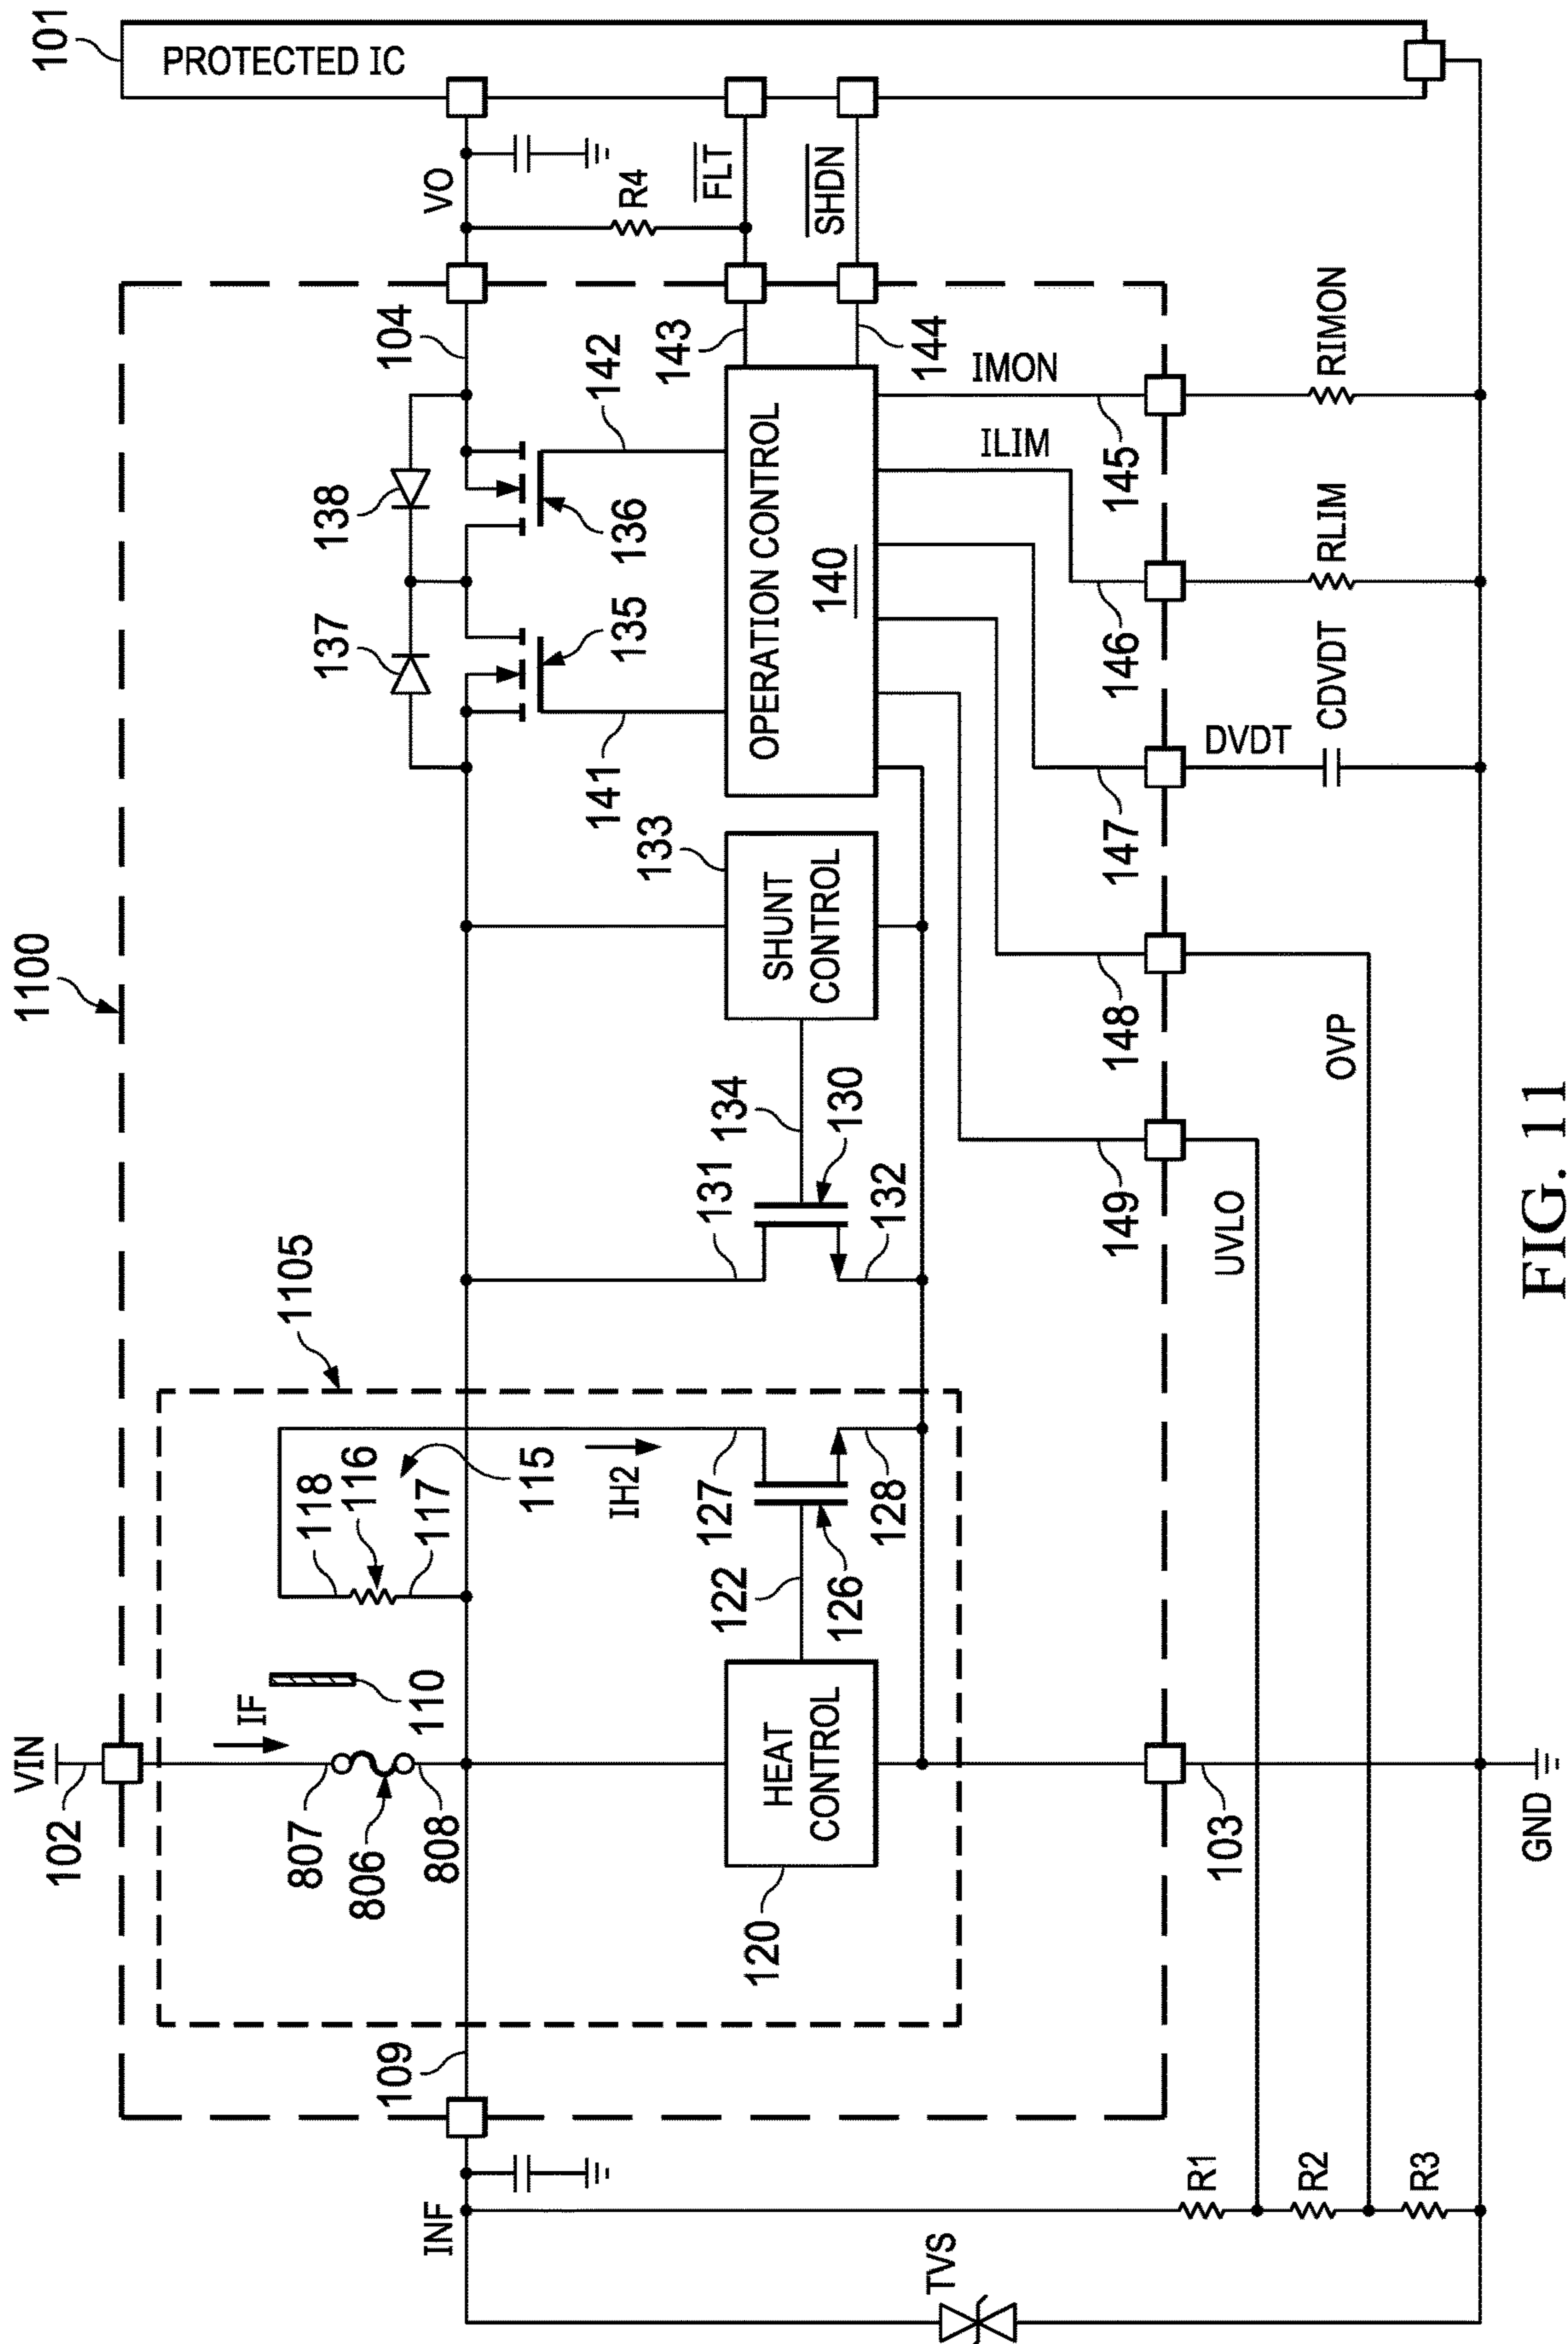 101
PROTECTED IC
VO
R4
FLT
SHDN
104
142
143
144
138
136
137
135
141
OPERATION CONTROL
140
IMON
145
RIMON
ILIM
146
RLIM
147
DVDT
CDVDT
133
SHUNT
CONTROL
1100
148
OVP
134
130
131
132
149
UVLO
1105
118
116
117
115
IH2
127
128
122
126
110
IF
VIN
102
807
806
808
HEAT
CONTROL
120
103
GND
109
INF
R1
R2
R3
TVS
FIG. 11